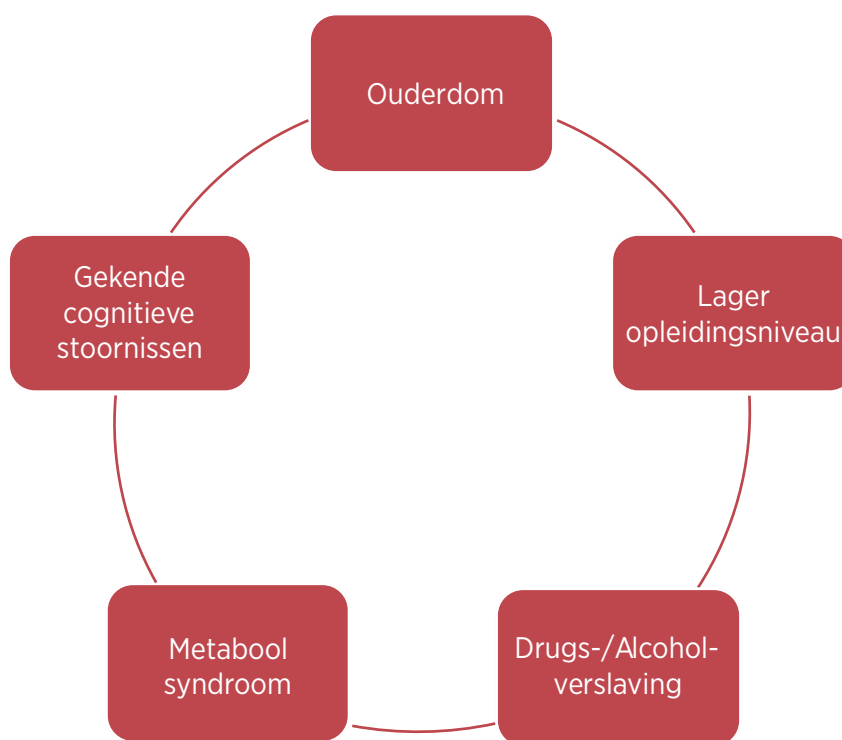 Ouderdom
Gekende
cognitieve
stoornissen
Lager
opleidingsniveau
Metabool
syndroom
Drugs-/Alcohol-
verslaving